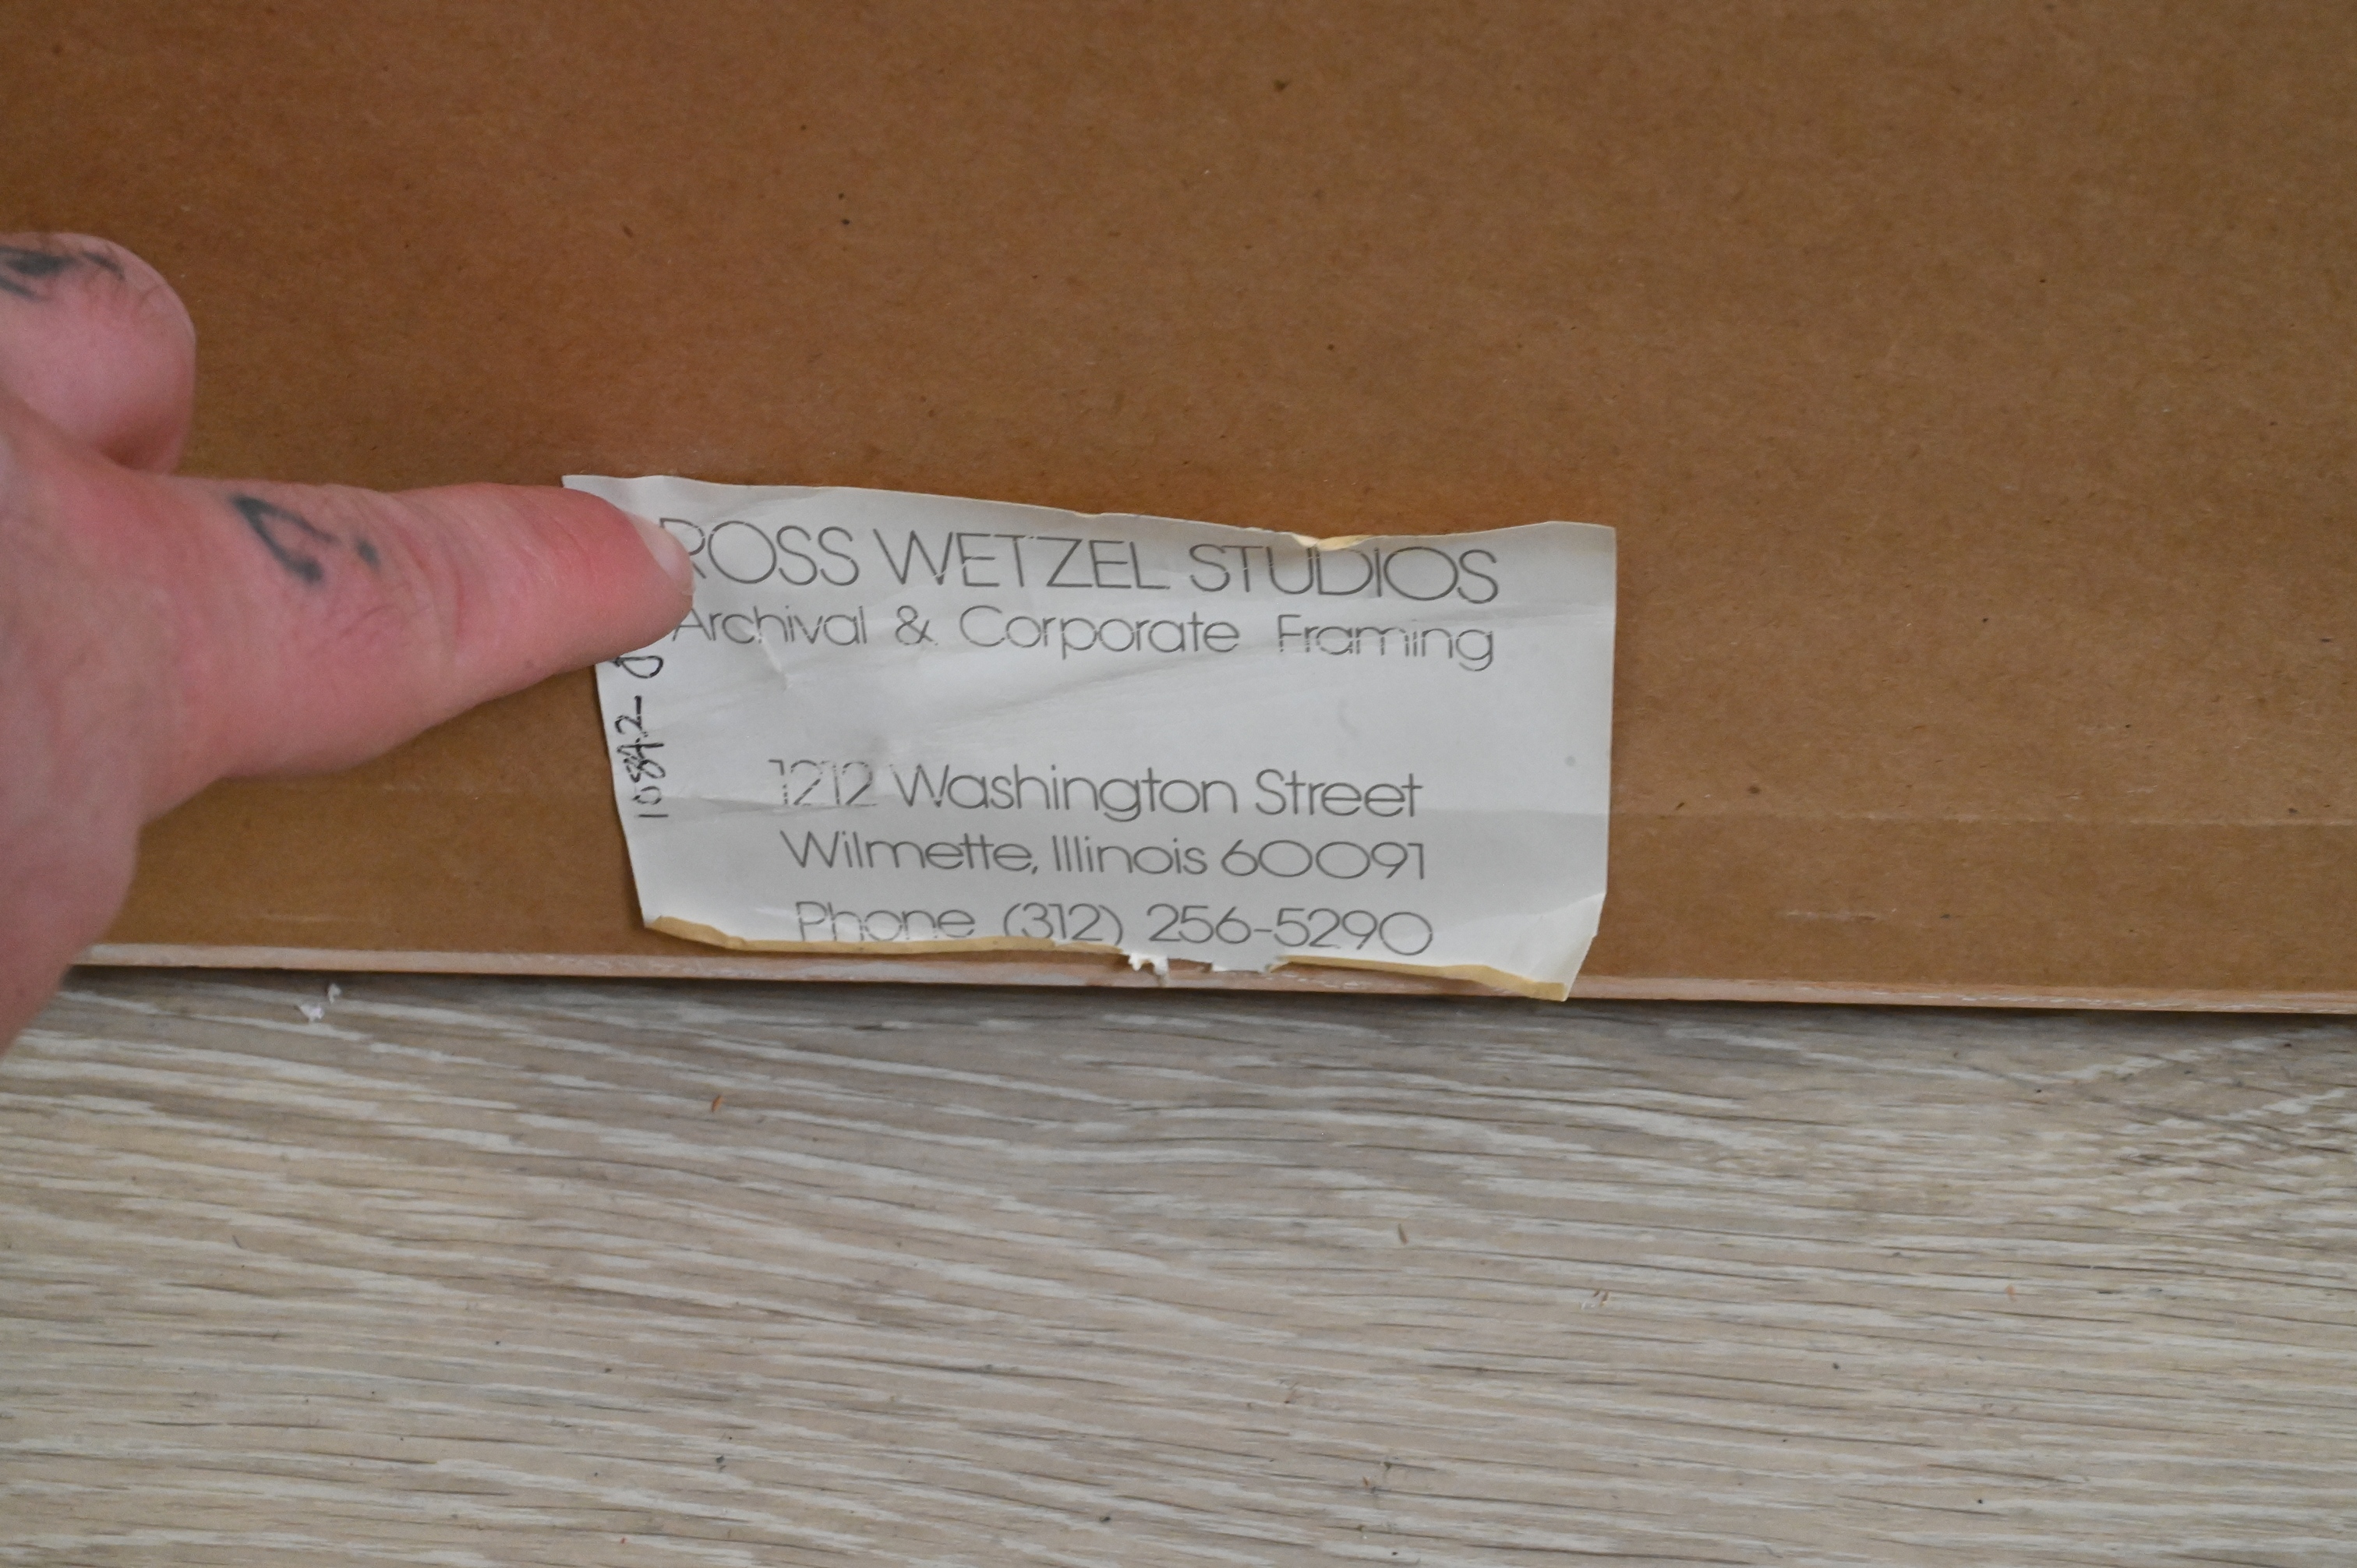 ROSS WETZEL STUDIOS
Archival & Corporate Framing
1212 Washington Street
Wilmette, Illinois 60091
Phone (312) 256-5290